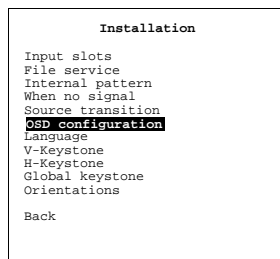 Installation
Input slots
File service
Internal pattern
When no signal
Source transition
OSD configuration
Language
V-Keystone
H-Keystone
Global keystone
Orientations
Back